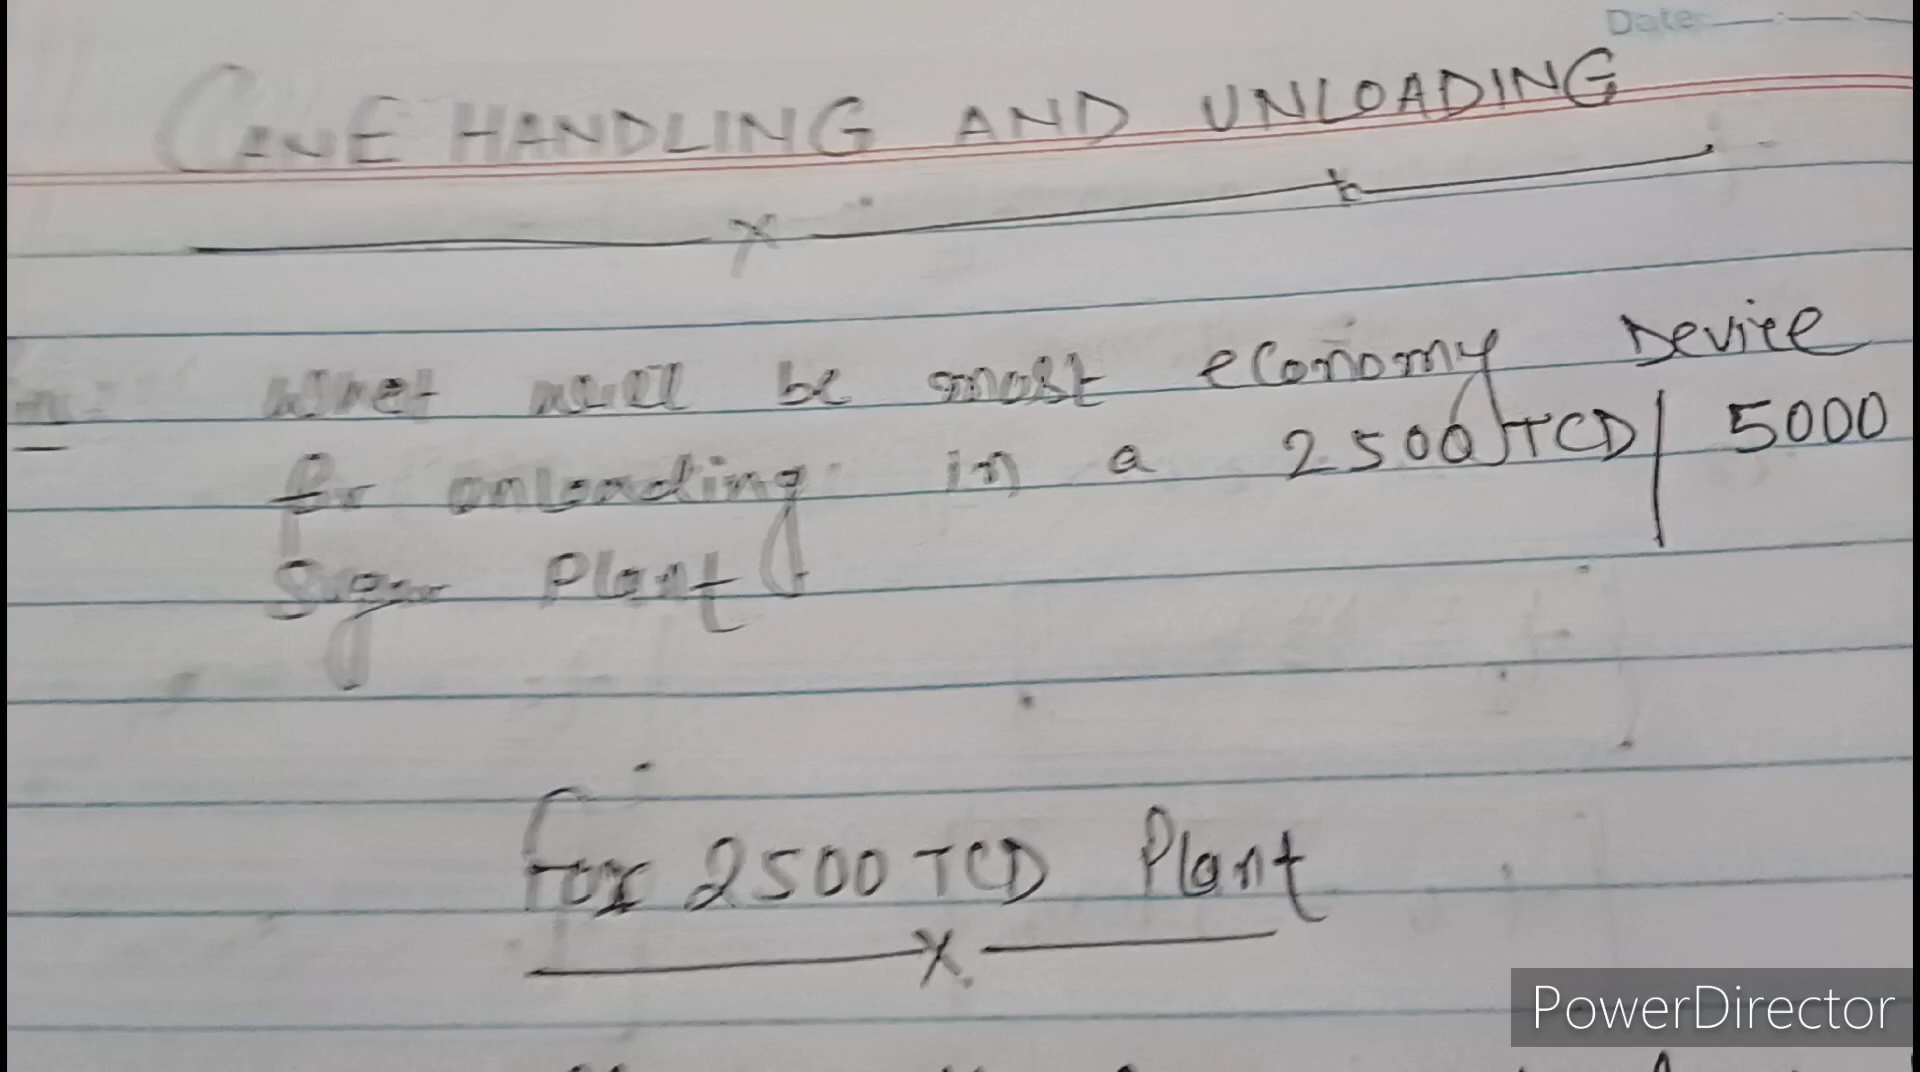 Date
CANE HANDLING AND UNLOADING
What will be most economy Device
for unloading in a 2500 TCD / 5000
Sugar Plant
For 2500 TCD Plant
PowerDirector